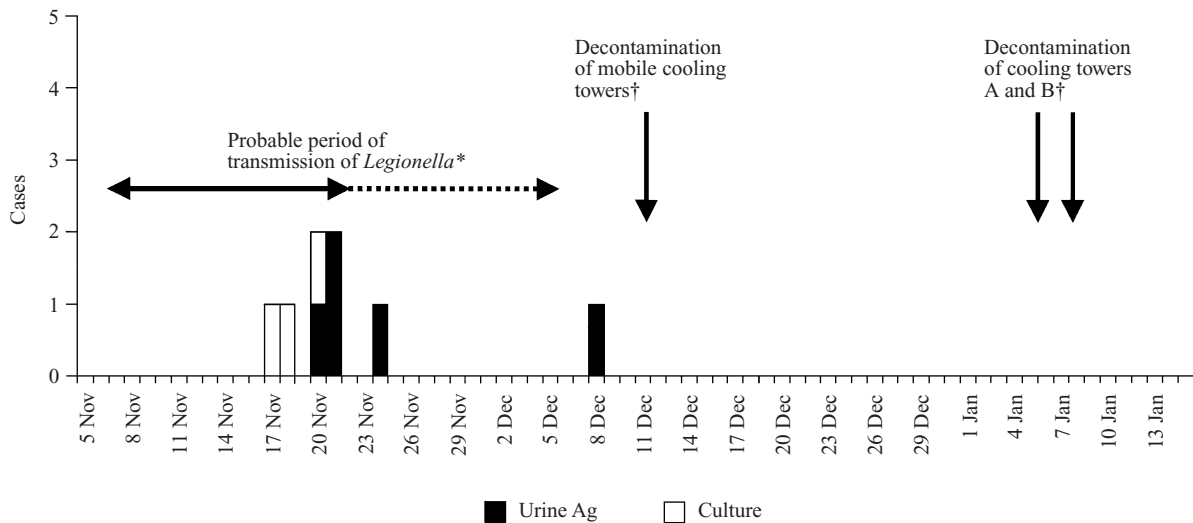 5
4
3
2
1
0
Cases
Decontamination
of mobile cooling
towers†
Decontamination
of cooling towers
A and B†
Probable period of
transmission of Legionella*
5 Nov
8 Nov
11 Nov
14 Nov
17 Nov
20 Nov
23 Nov
26 Nov
29 Nov
2 Dec
5 Dec
8 Dec
11 Dec
14 Dec
17 Dec
20 Dec
23 Dec
26 Dec
29 Dec
1 Jan
4 Jan
7 Jan
10 Jan
13 Jan
Urine Ag
Culture